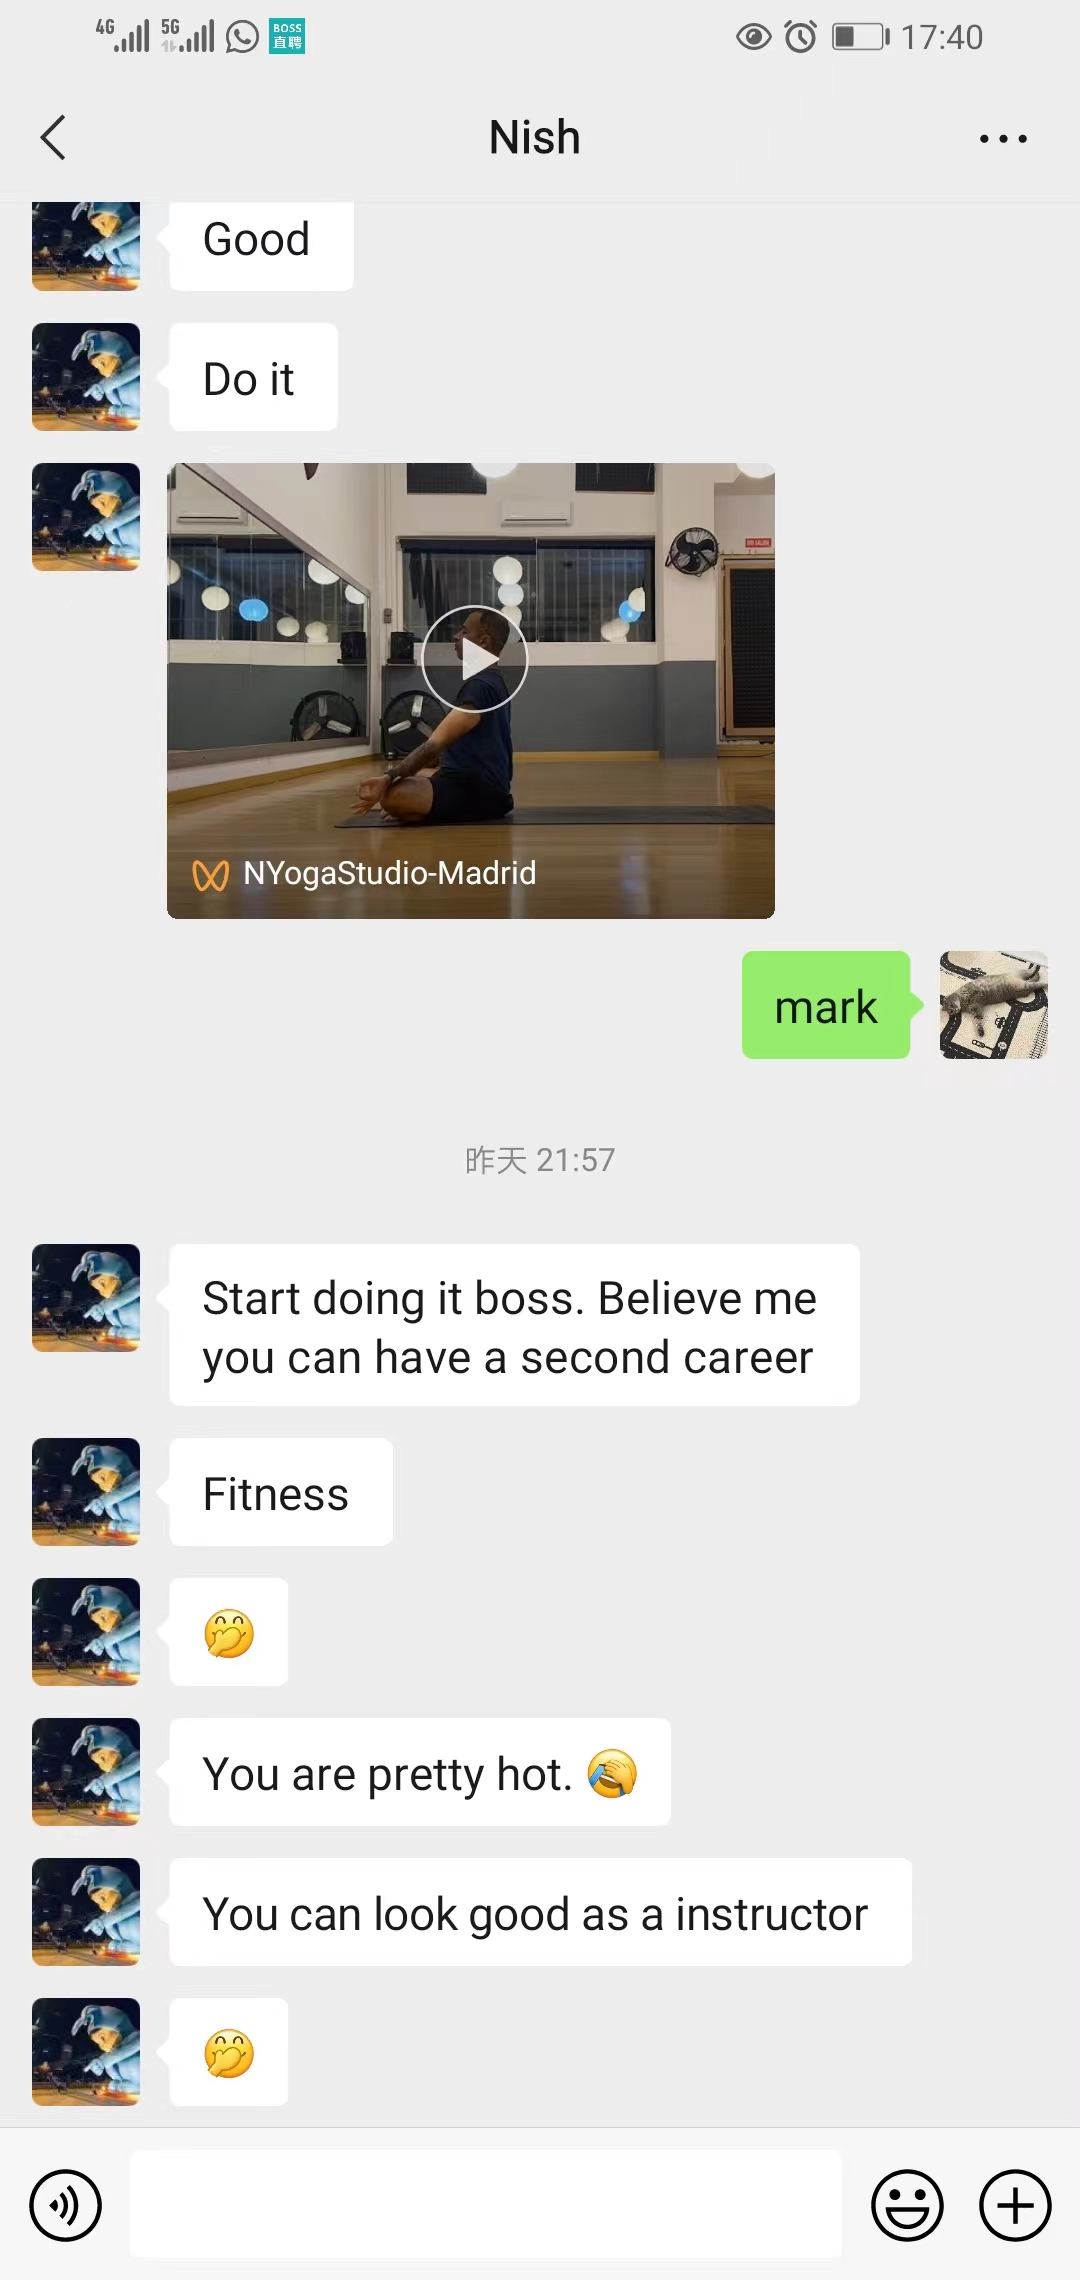 4G 5G BOSS 直聘 17:40
Nish
Good
Do it
NYogaStudio-Madrid
mark
昨天 21:57
Start doing it boss. Believe me
you can have a second career
Fitness
🤭
You are pretty hot. 🤣
You can look good as a instructor
🤭